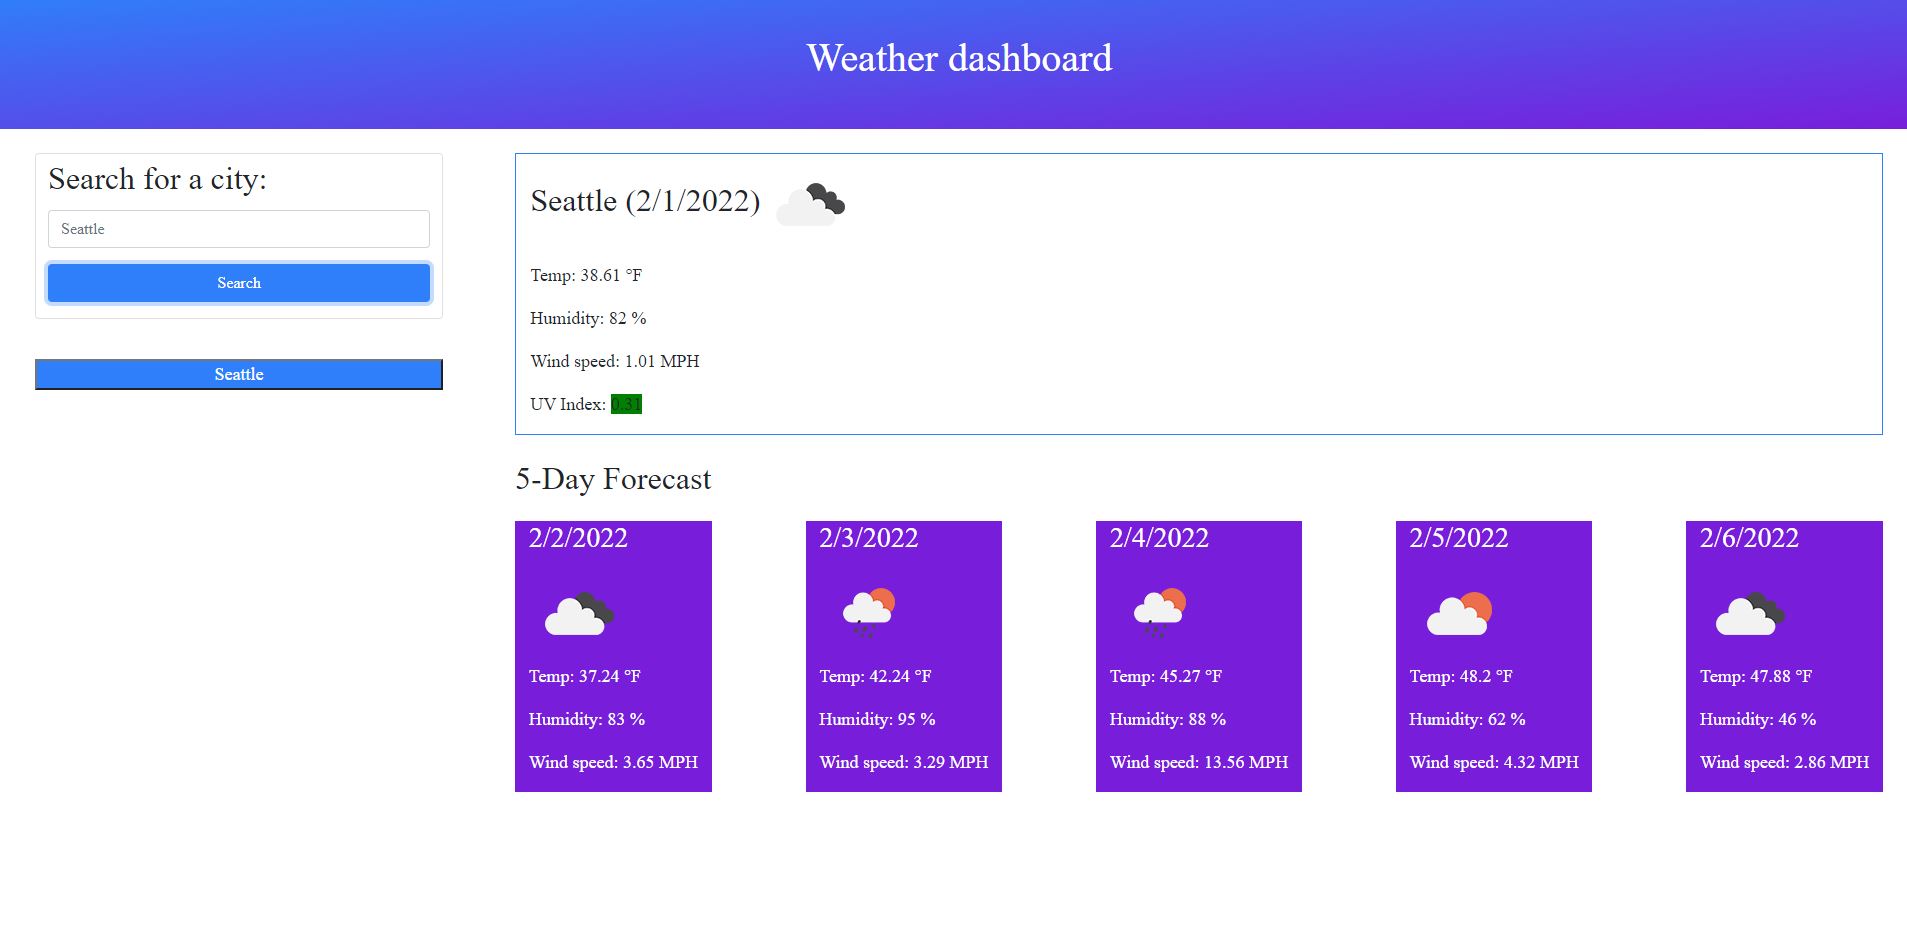 Weather dashboard
Search for a city:
Seattle
Search
Seattle
Seattle (2/1/2022)
Temp: 38.61 °F
Humidity: 82 %
Wind speed: 1.01 MPH
UV Index: 0.31
5-Day Forecast
2/2/2022
Temp: 37.24 °F
Humidity: 83 %
Wind speed: 3.65 MPH
2/3/2022
Temp: 42.24 °F
Humidity: 95 %
Wind speed: 3.29 MPH
2/4/2022
Temp: 45.27 °F
Humidity: 88 %
Wind speed: 13.56 MPH
2/5/2022
Temp: 48.2 °F
Humidity: 62 %
Wind speed: 4.32 MPH
2/6/2022
Temp: 47.88 °F
Humidity: 46 %
Wind speed: 2.86 MPH